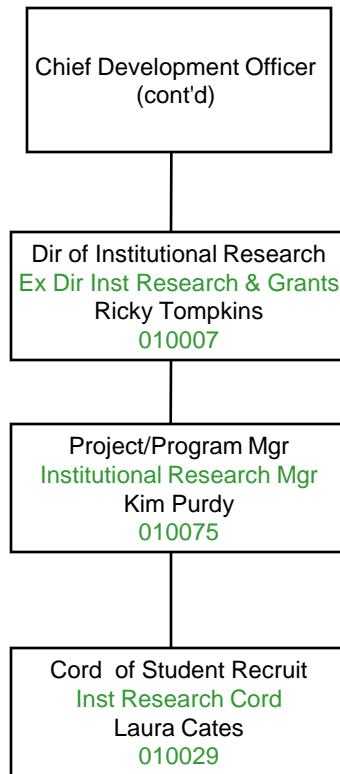 Chief Development Officer
(cont'd)
Dir of Institutional Research
Ex Dir Inst Research & Grants
Ricky Tompkins
010007
Project/Program Mgr
Institutional Research Mgr
Kim Purdy
010075
Cord  of Student Recruit
Inst Research Cord
Laura Cates
010029